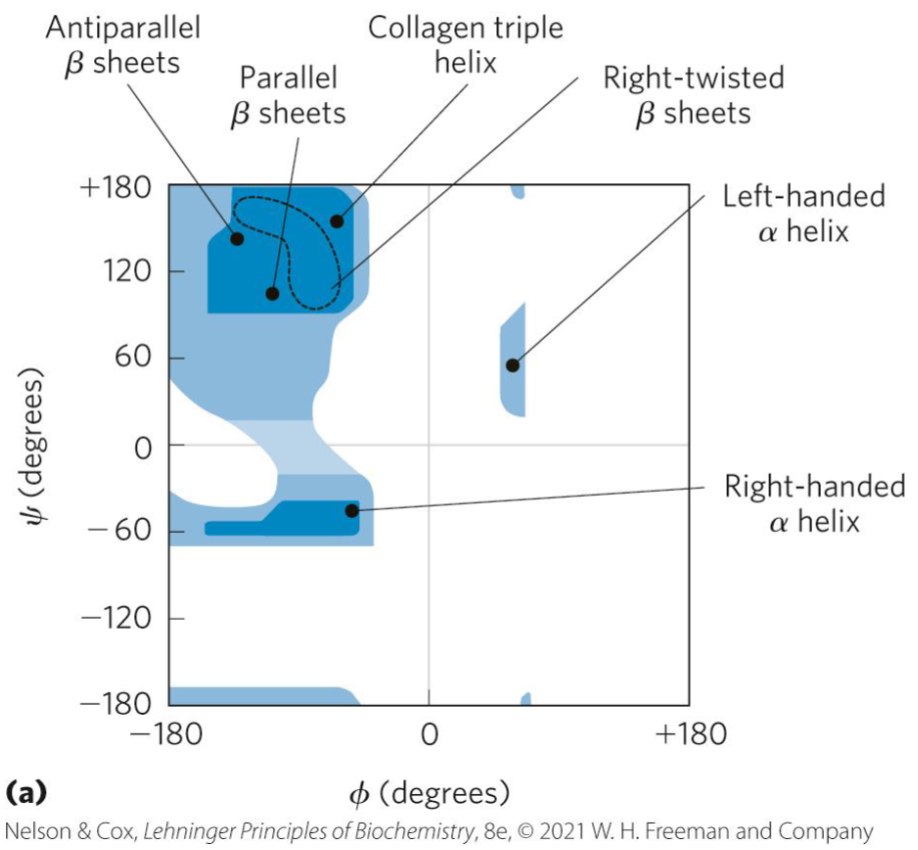 Antiparallel
β sheets
Parallel
β sheets
Collagen triple
helix
Right-twisted
β sheets
Left-handed
α helix
Right-handed
α helix
+180
120
60
0
−60
−120
−180
ψ (degrees)
−180
0
+180
ϕ (degrees)
(a)
Nelson & Cox, Lehninger Principles of Biochemistry, 8e, © 2021 W. H. Freeman and Company